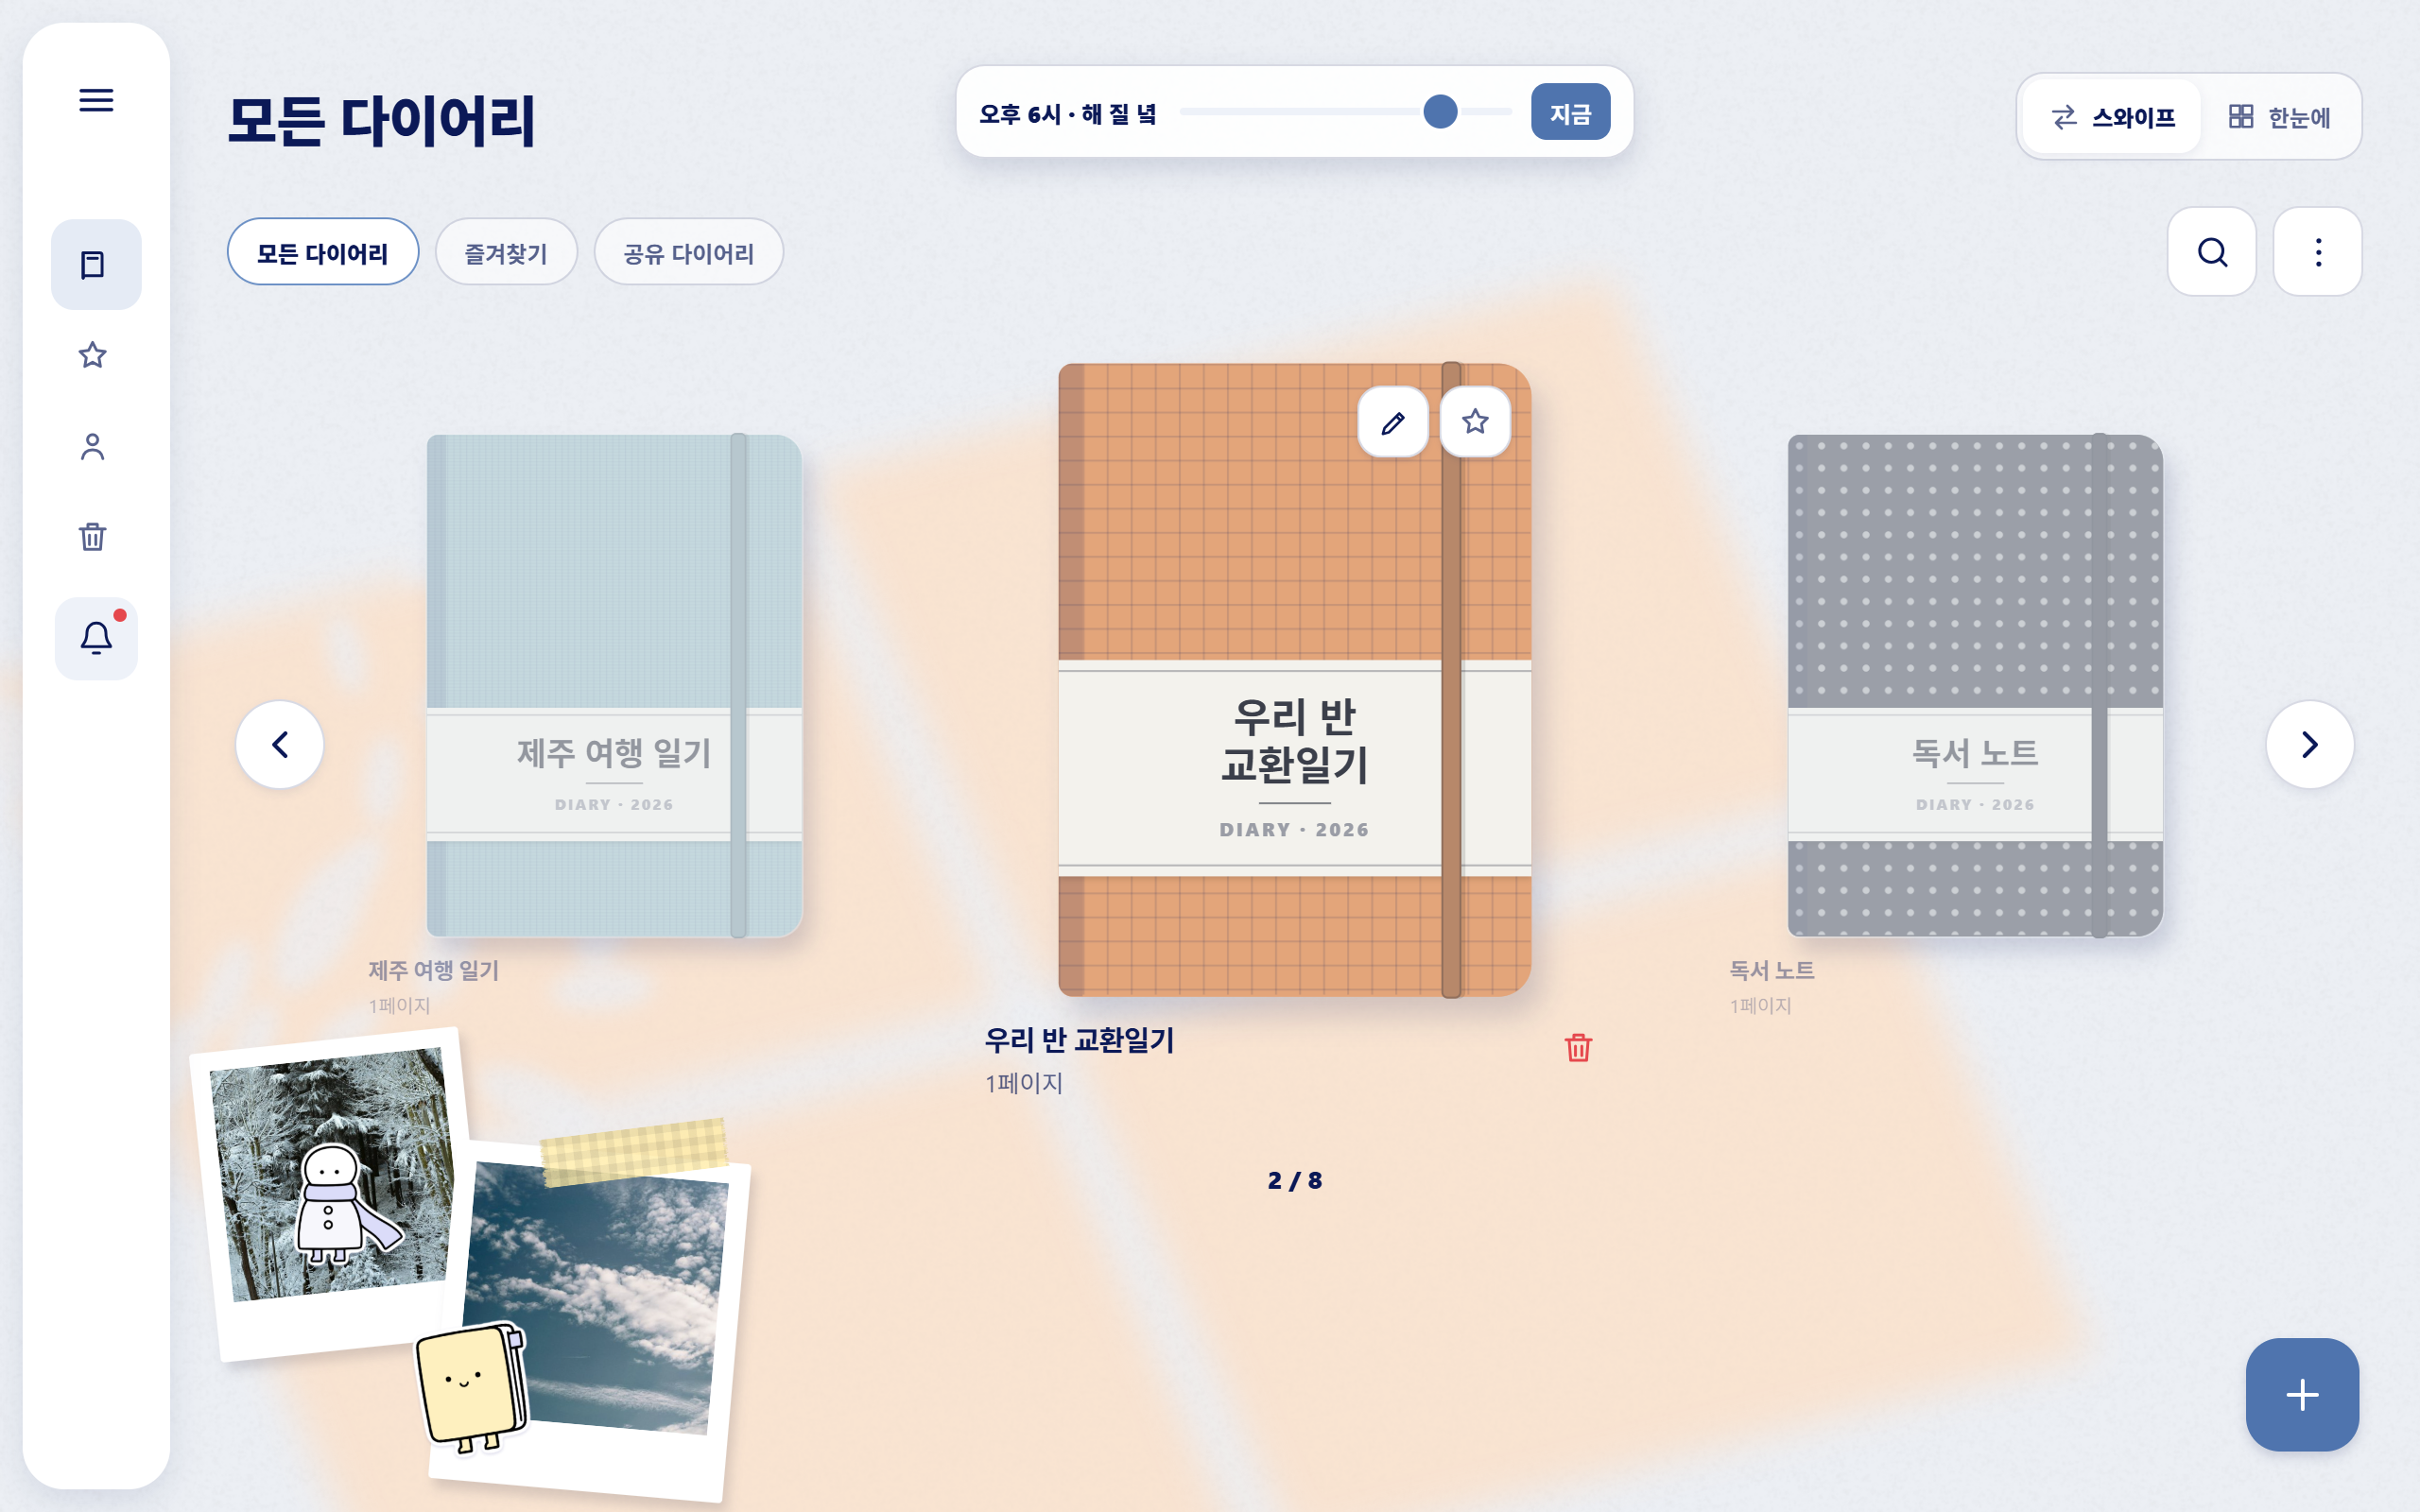 모든 다이어리
오후 6시 · 해 질 녘
지금
스와이프
한눈에
모든 다이어리
즐겨찾기
공유 다이어리
제주 여행 일기
DIARY · 2026
제주 여행 일기
1페이지
우리 반
교환일기
DIARY · 2026
우리 반 교환일기
1페이지
독서 노트
DIARY · 2026
독서 노트
1페이지
2 / 8